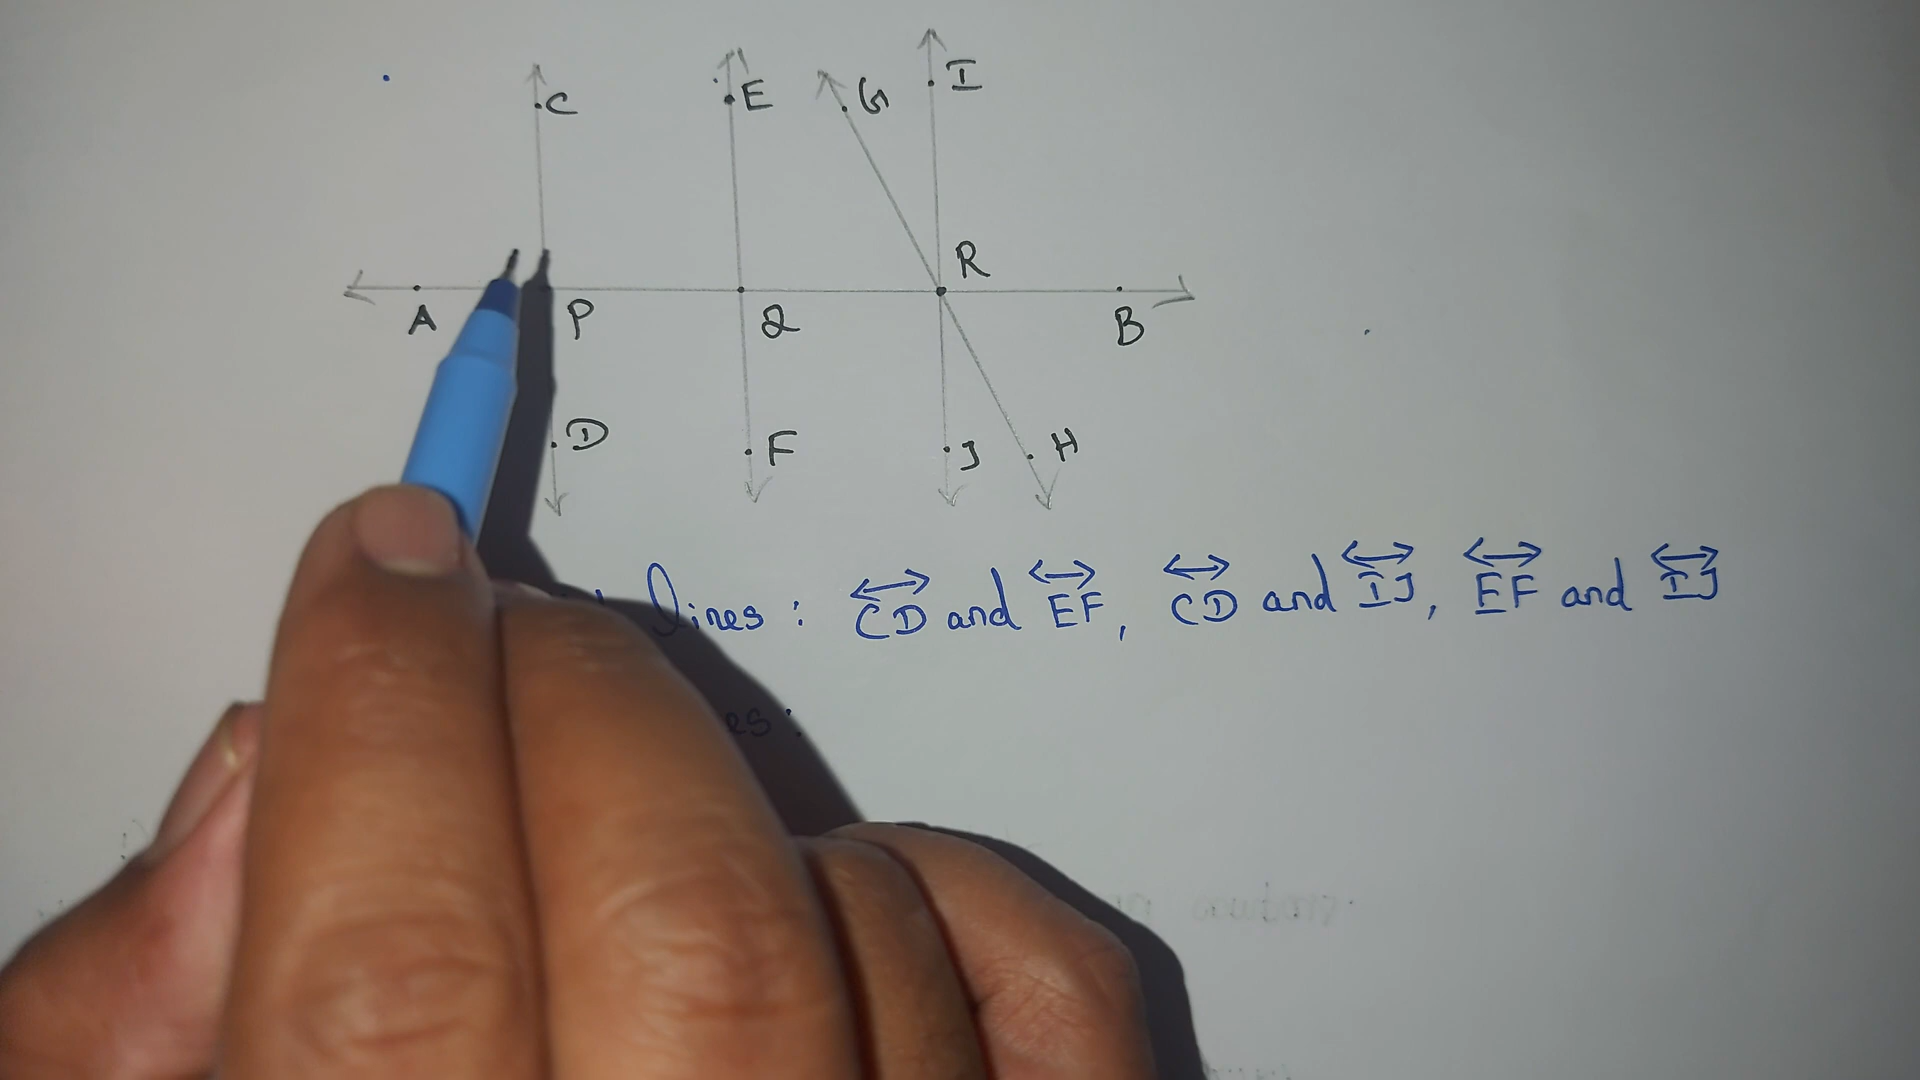 C E G I
R
A P Q B
D F J H
lines : CD and EF, CD and IJ, EF and IJ